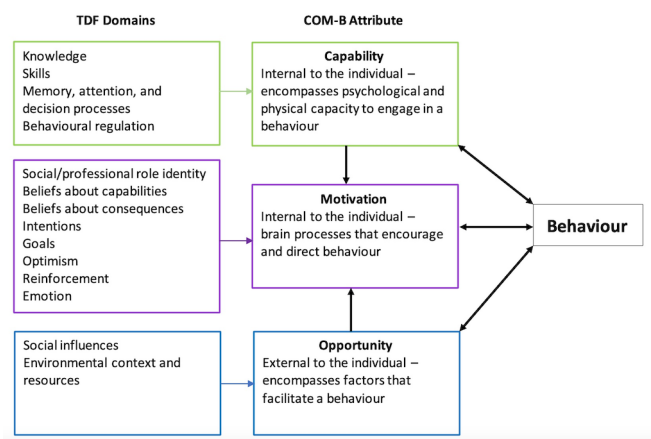 TDF Domains
COM-B Attribute
Knowledge
Skills
Memory, attention, and
decision processes
Behavioural regulation
Capability
Internal to the individual –
encompasses psychological and
physical capacity to engage in a
behaviour
Social/professional role identity
Beliefs about capabilities
Beliefs about consequences
Intentions
Goals
Optimism
Reinforcement
Emotion
Motivation
Internal to the individual –
brain processes that encourage
and direct behaviour
Behaviour
Social influences
Environmental context and
resources
Opportunity
External to the individual –
encompasses factors that
facilitate a behaviour